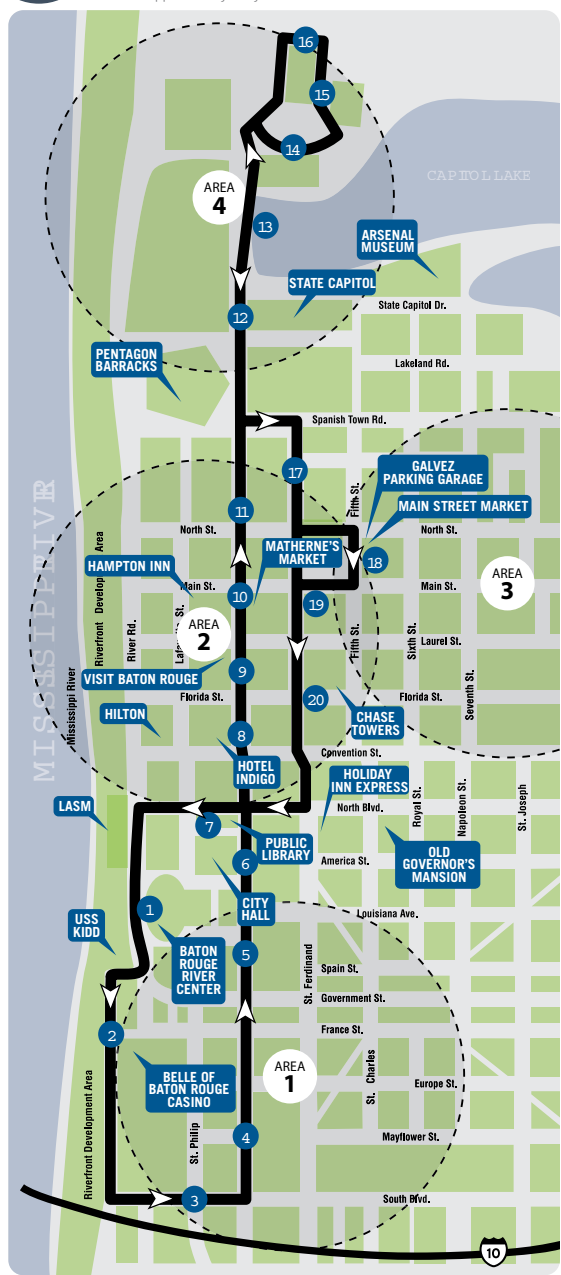 16
15
14
CAPITOL LAKE
AREA
4
13
ARSENAL
MUSEUM
STATE CAPITOL
State Capitol Dr.
12
PENTAGON
BARRACKS
Lakeland Rd.
Spanish Town Rd.
17
GALVEZ
PARKING GARAGE
Fifth St.
MAIN STREET MARKET
11
North St.
North St.
MATHERNE'S
MARKET
18
HAMPTON INN
AREA
3
Riverfront Development Area
Main St.
Main St.
10
19
River Rd.
AREA
2
Fifth St.
Sixth St.
Laurel St.
MISSISSIPPI RIVER
Mississippi River
VISIT BATON ROUGE
9
Florida St.
20
Florida St.
Seventh St.
HILTON
8
CHASE
TOWERS
HOTEL
INDIGO
Convention St.
HOLIDAY
INN EXPRESS
LASM
North Blvd.
Royal St.
Napoleon St.
St. Joseph
7
PUBLIC
LIBRARY
6
America St.
OLD
GOVERNOR'S
MANSION
CITY
HALL
1
Louisiana Ave.
USS
KIDD
BATON
ROUGE
RIVER
CENTER
5
St. Ferdinand
Spain St.
Government St.
2
France St.
BELLE OF
BATON ROUGE
CASINO
AREA
1
St. Charles
Europe St.
Riverfront Development Area
St. Philip
4
Mayflower St.
3
South Blvd.
10